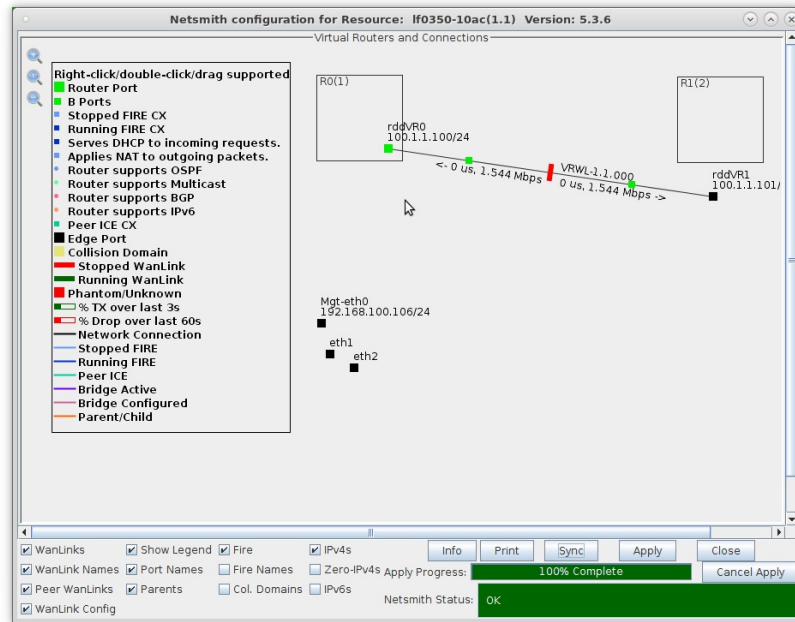 Netsmith configuration for Resource: lf0350-10ac(1.1) Version: 5.3.6
Virtual Routers and Connections
Right-click/double-click/drag supported
Router Port
B Ports
Stopped FIRE CX
Running FIRE CX
Serves DHCP to incoming requests.
Applies NAT to outgoing packets.
Router supports OSPF
Router supports Multicast
Router supports BGP
Router supports IPv6
Peer ICE CX
Edge Port
Collision Domain
Stopped WanLink
Running WanLink
Phantom/Unknown
% TX over last 3s
% Drop over last 60s
Network Connection
Stopped FIRE
Running FIRE
Peer ICE
Bridge Active
Bridge Configured
Parent/Child
R0(1)
R1(2)
rddVR0
100.1.1.100/24
<- 0 us, 1.544 Mbps
VRWL-1.1.000
0 us, 1.544 Mbps ->
rddVR1
100.1.1.101/
Mgt-eth0
192.168.100.106/24
eth1
eth2
WanLinks Show Legend Fire IPv4s Info Print Sync Apply Close
WanLink Names Port Names Fire Names Zero-IPv4s Apply Progress: 100% Complete Cancel Apply
Peer WanLinks Parents Col. Domains IPv6s Netsmith Status: OK
WanLink Config